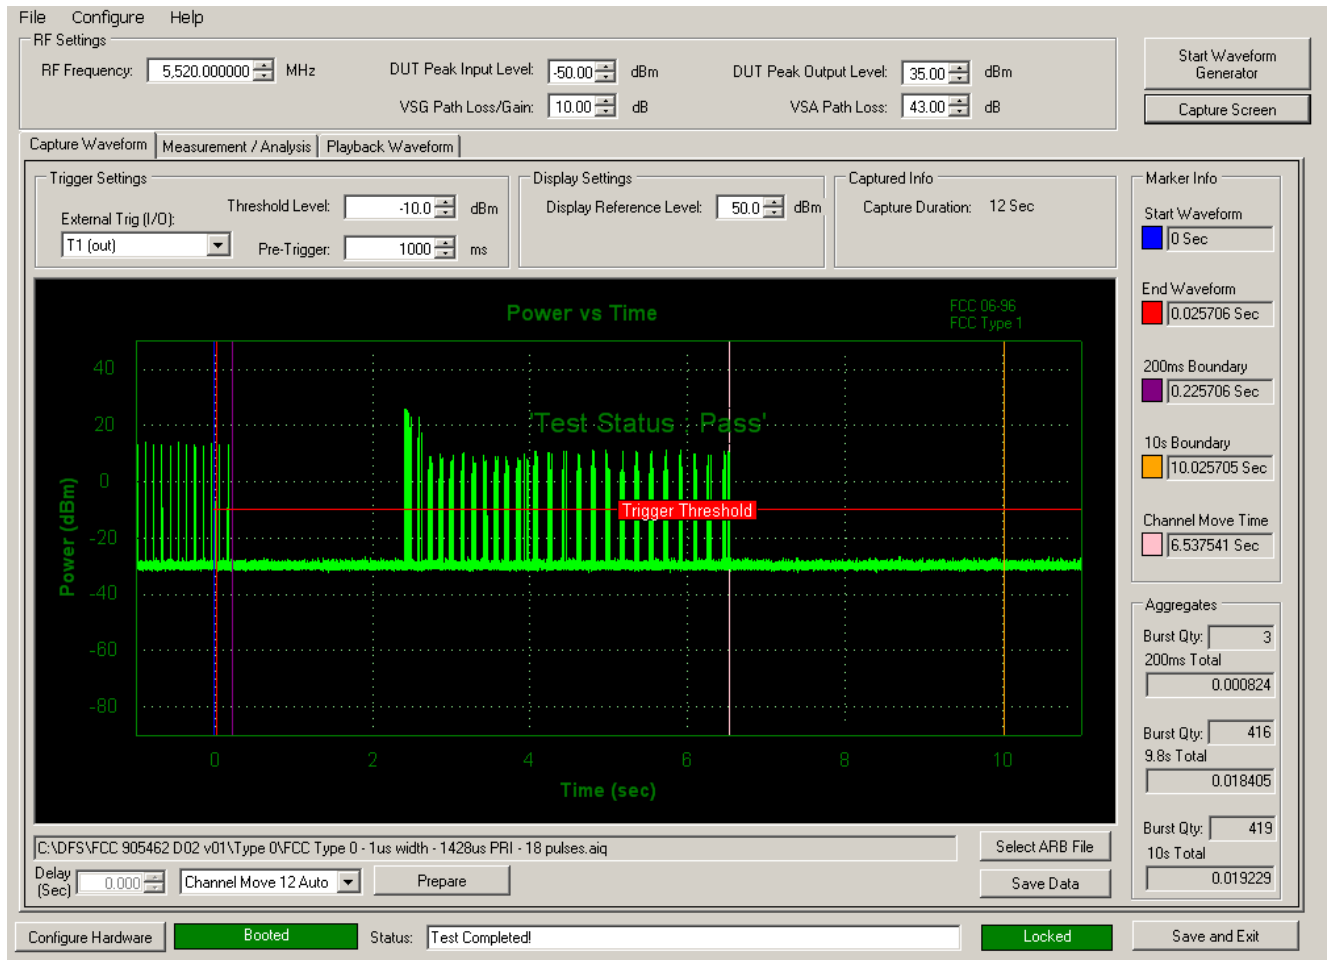 File Configure Help
RF Settings
RF Frequency: 5,520.000000 MHz DUT Peak Input Level: -50.00 dBm DUT Peak Output Level: 35.00 dBm
VSG Path Loss/Gain: 10.00 dB VSA Path Loss: 43.00 dB
Start Waveform
Generator
Capture Screen
Capture Waveform Measurement / Analysis Playback Waveform
Trigger Settings
External Trig (I/O):
T1 (out)
Threshold Level: -10.0 dBm
Pre-Trigger: 1000 ms
Display Settings
Display Reference Level: 50.0 dBm
Captured Info
Capture Duration: 12 Sec
Marker Info
Start Waveform
0 Sec
End Waveform
0.025706 Sec
200ms Boundary
0.225706 Sec
10s Boundary
10.025705 Sec
Channel Move Time
6.537541 Sec
Power vs Time
FCC 06-96
FCC Type 1
'Test Status : Pass'
Trigger Threshold
Power (dBm)
40
20
0
-20
-40
-60
-80
0 2 4 6 8 10
Time (sec)
Aggregates
Burst Qty: 3
200ms Total
0.000824
Burst Qty: 416
9.8s Total
0.018405
Burst Qty: 419
10s Total
0.019229
C:\DFS\FCC 905462 D02 v01\Type 0\FCC Type 0 - 1us width - 1428us PRI - 18 pulses.aiq
Select ARB File
Delay
(Sec) 0.000 Channel Move 12 Auto Prepare
Save Data
Configure Hardware Booted Status: Test Completed! Locked Save and Exit